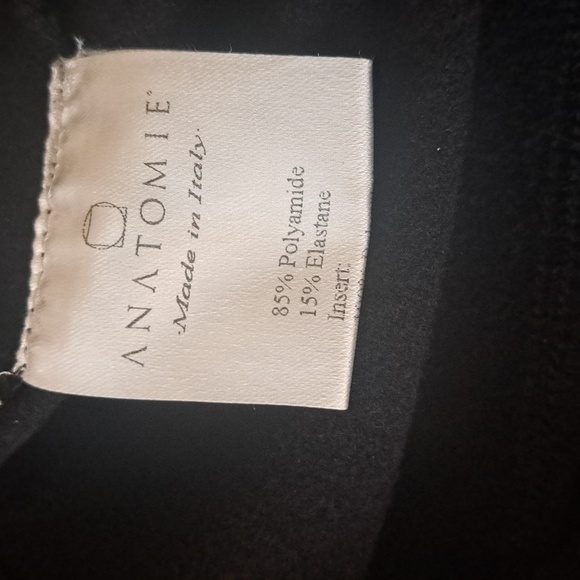 ANATOMIE®
·Made in Italy·
85% Polyamide
15% Elastane
Insert: